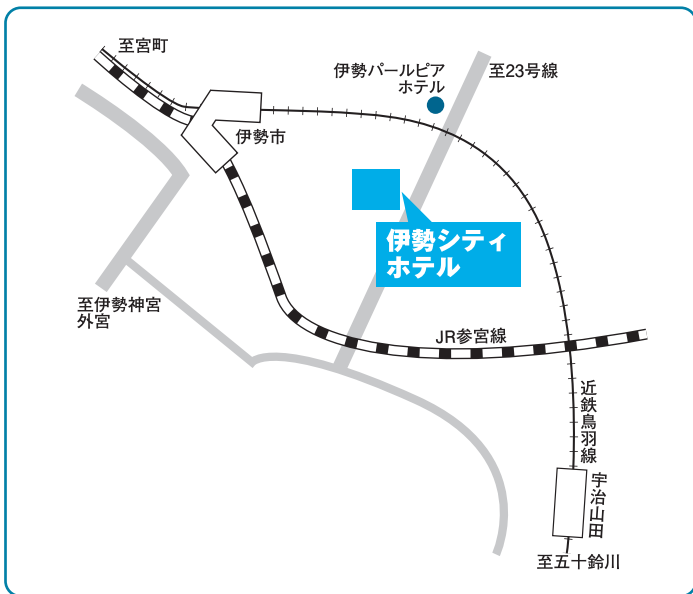 至宮町
伊勢パールピア
ホテル
至23号線
伊勢市
伊勢シティ
ホテル
至伊勢神宮
外宮
JR参宮線
近鉄鳥羽線
宇治山田
至五十鈴川